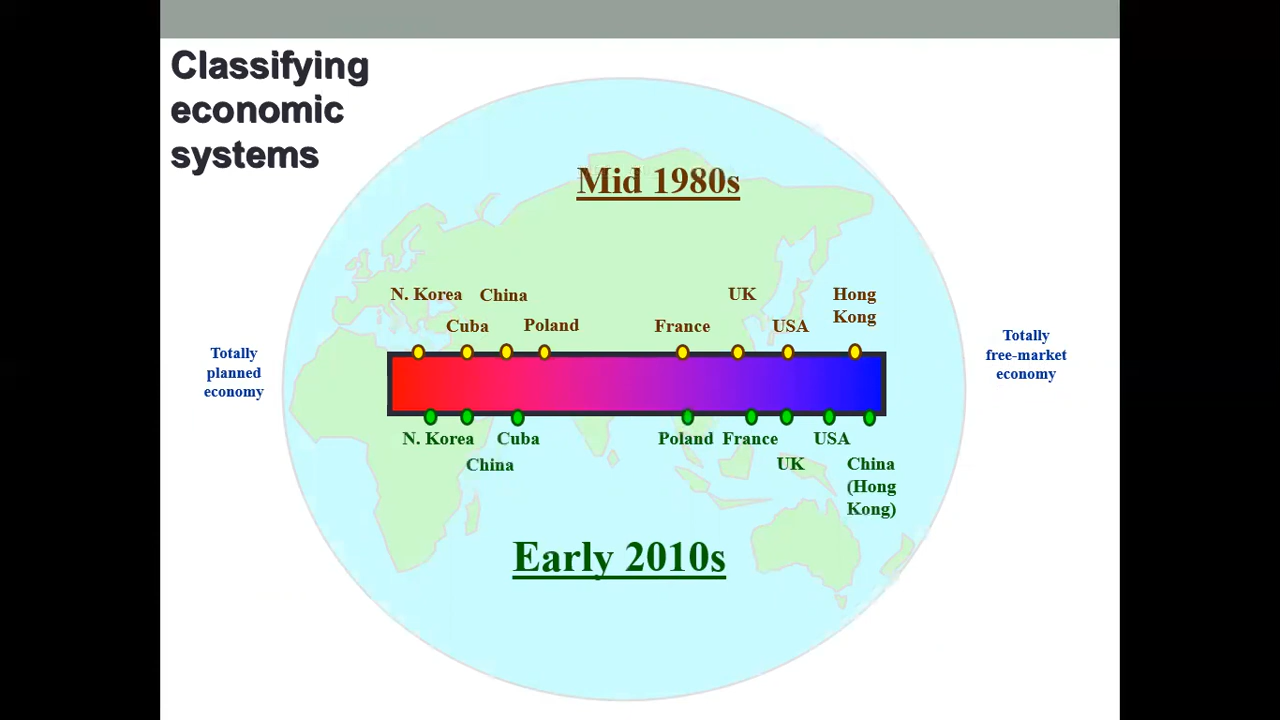 Classifying
economic
systems
Mid 1980s
N. Korea China UK Hong
Kong
Cuba Poland France USA
Totally
planned
economy
Totally
free-market
economy
N. Korea Cuba Poland France USA
China UK China
(Hong
Kong)
Early 2010s